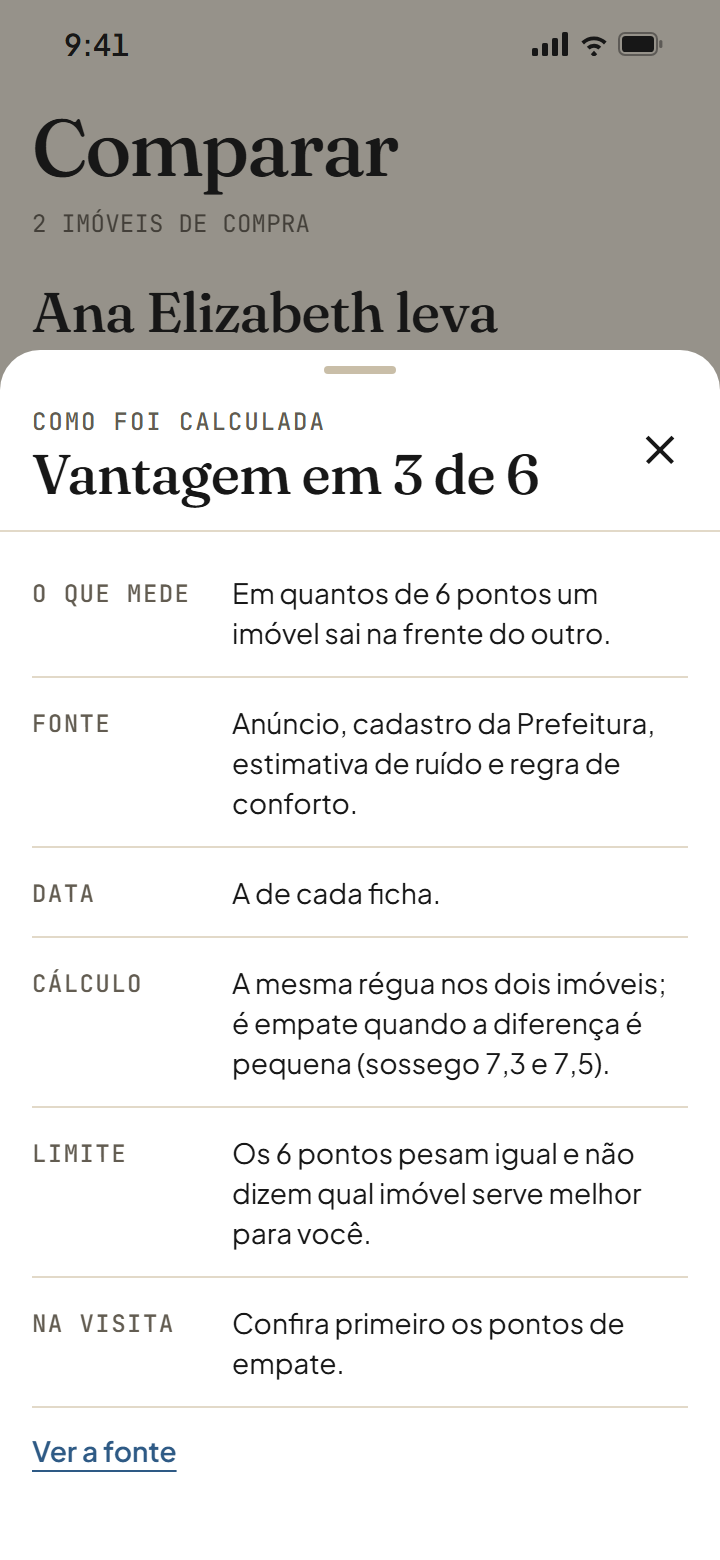 9:41
Comparar
2 IMÓVEIS DE COMPRA
Ana Elizabeth leva
COMO FOI CALCULADA
Vantagem em 3 de 6
O QUE MEDE
Em quantos de 6 pontos um
imóvel sai na frente do outro.
FONTE
Anúncio, cadastro da Prefeitura,
estimativa de ruído e regra de
conforto.
DATA
A de cada ficha.
CÁLCULO
A mesma régua nos dois imóveis;
é empate quando a diferença é
pequena (sossego 7,3 e 7,5).
LIMITE
Os 6 pontos pesam igual e não
dizem qual imóvel serve melhor
para você.
NA VISITA
Confira primeiro os pontos de
empate.
Ver a fonte